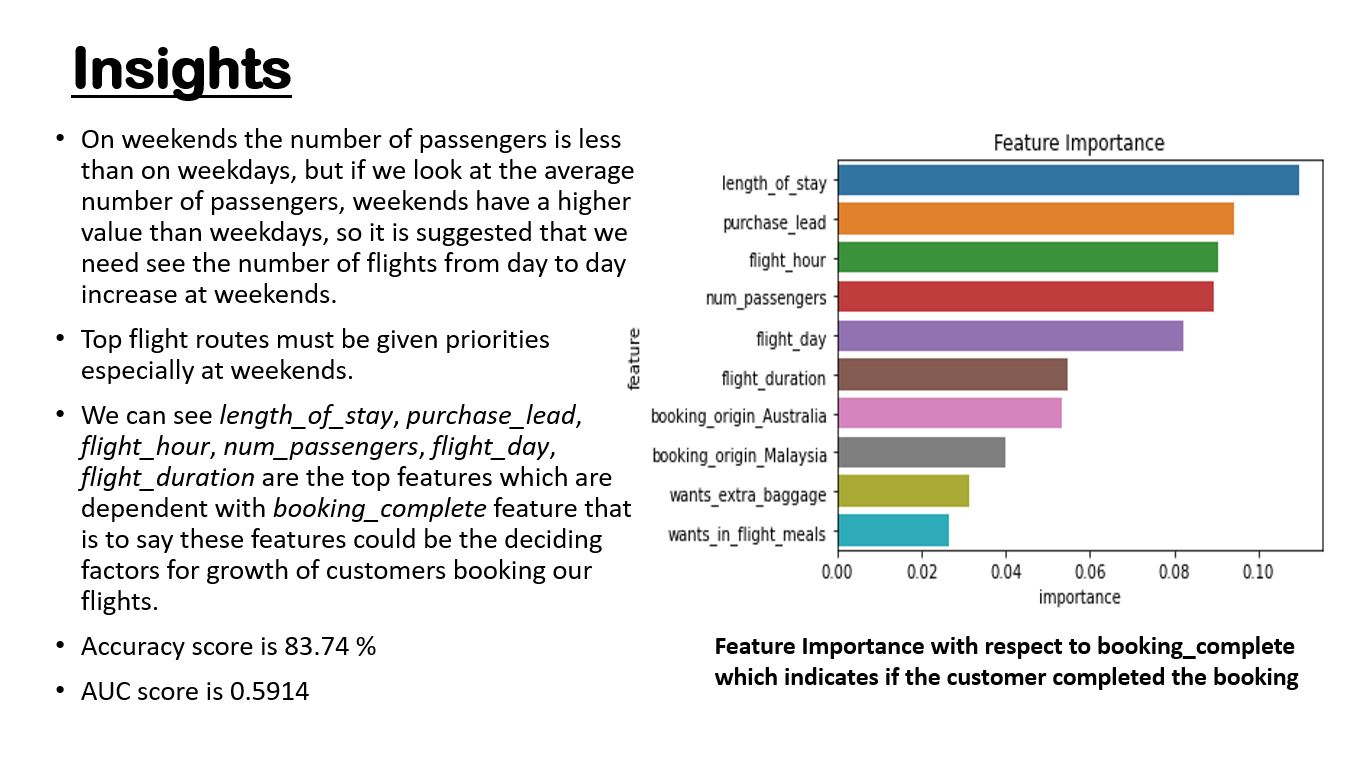 Insights
• On weekends the number of passengers is less
than on weekdays, but if we look at the average
number of passengers, weekends have a higher
value than weekdays, so it is suggested that we
need see the number of flights from day to day
increase at weekends.
• Top flight routes must be given priorities
especially at weekends.
• We can see length_of_stay, purchase_lead,
flight_hour, num_passengers, flight_day,
flight_duration are the top features which are
dependent with booking_complete feature that
is to say these features could be the deciding
factors for growth of customers booking our
flights.
• Accuracy score is 83.74 %
• AUC score is 0.5914
Feature Importance
feature
length_of_stay
purchase_lead
flight_hour
num_passengers
flight_day
flight_duration
booking_origin_Australia
booking_origin_Malaysia
wants_extra_baggage
wants_in_flight_meals
0.00 0.02 0.04 0.06 0.08 0.10
importance
Feature Importance with respect to booking_complete
which indicates if the customer completed the booking